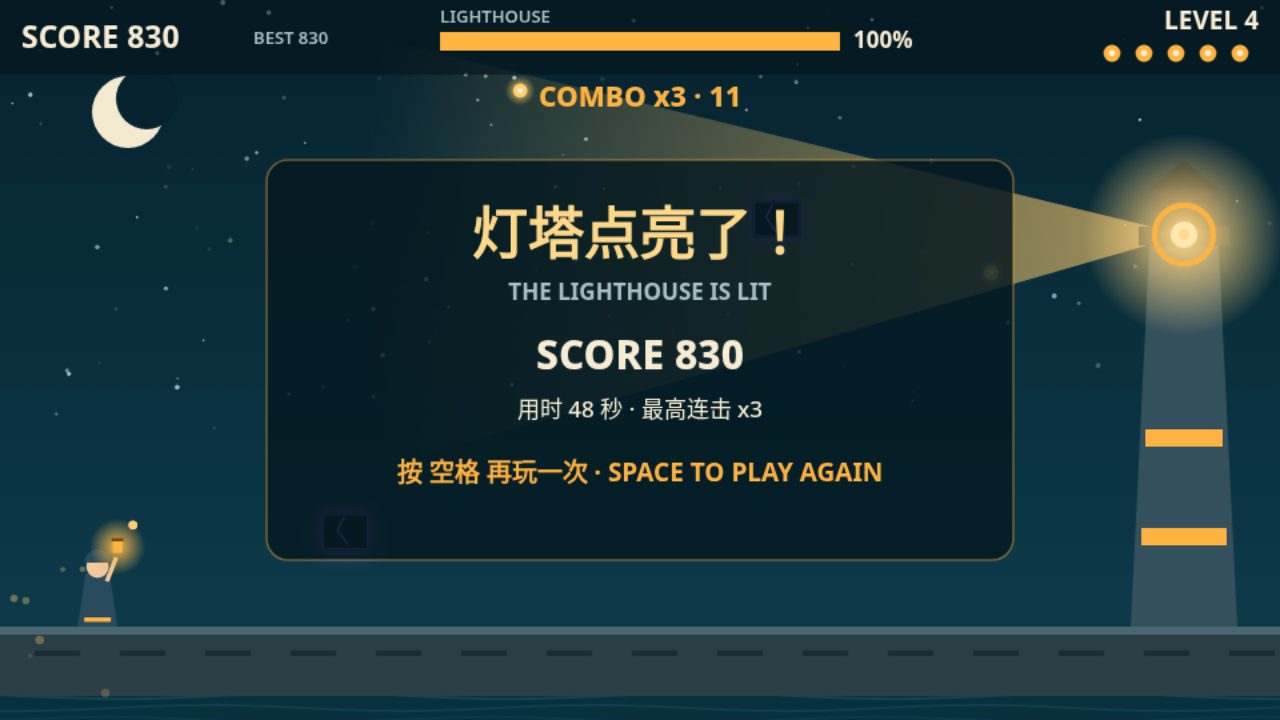 SCORE 830
BEST 830
LIGHTHOUSE
100%
LEVEL 4
COMBO x3 · 11
灯塔点亮了！
THE LIGHTHOUSE IS LIT
SCORE 830
用时 48 秒 · 最高连击 x3
按 空格 再玩一次 · SPACE TO PLAY AGAIN